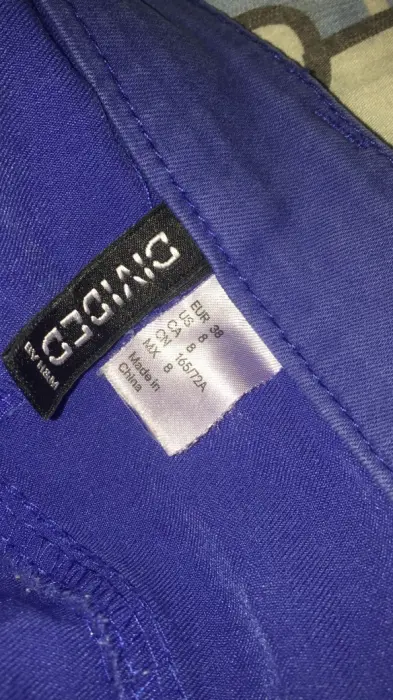 DIVIDED
BY H&M
EUR 38
US 8
CA 8
CN 165/72A
MX 8
Made in
China